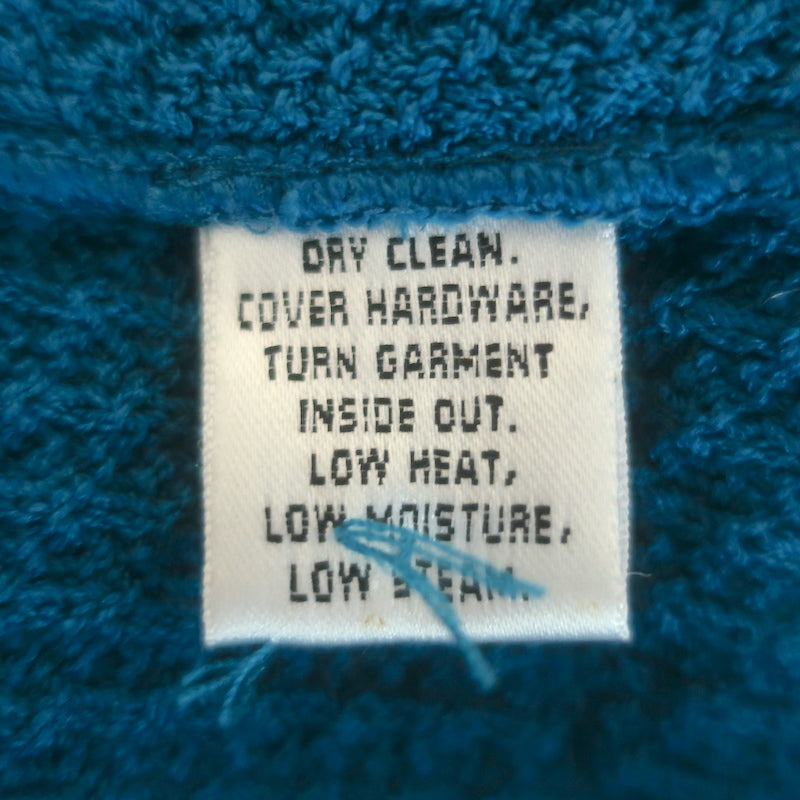 DRY CLEAN.
COVER HARDWARE,
TURN GARMENT
INSIDE OUT.
LOW HEAT,
LOW MOISTURE,
LOW STEAM.